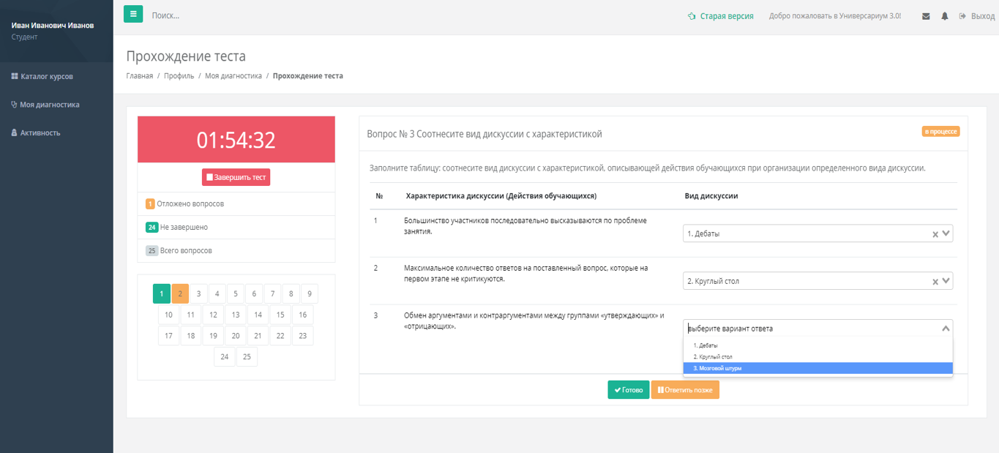 Иван Иванович Иванов
Студент
Каталог курсов
Моя диагностика
Активность
Поиск...
Старая версия
Добро пожаловать в Универсариум 3.0!
Выход
Прохождение теста
Главная / Профиль / Моя диагностика / Прохождение теста
01:54:32
Завершить тест
1 Отложено вопросов
24 Не завершено
25 Всего вопросов
1 2 3 4 5 6 7 8 9
10 11 12 13 14 15 16
17 18 19 20 21 22 23
24 25
Вопрос № 3 Соотнесите вид дискуссии с характеристикой
в процессе
Заполните таблицу: соотнесите вид дискуссии с характеристикой, описывающей действия обучающихся при организации определенного вида дискуссии.
№ Характеристика дискуссии (Действия обучающихся) Вид дискуссии
1 Большинство участников последовательно высказываются по проблеме
занятия.
1. Дебаты
2 Максимальное количество ответов на поставленный вопрос, которые на
первом этапе не критикуются.
2. Круглый стол
3 Обмен аргументами и контраргументами между группами «утверждающих» и
«отрицающих».
выберите вариант ответа
1. Дебаты
2. Круглый стол
3. Мозговой штурм
Готово
Ответить позже